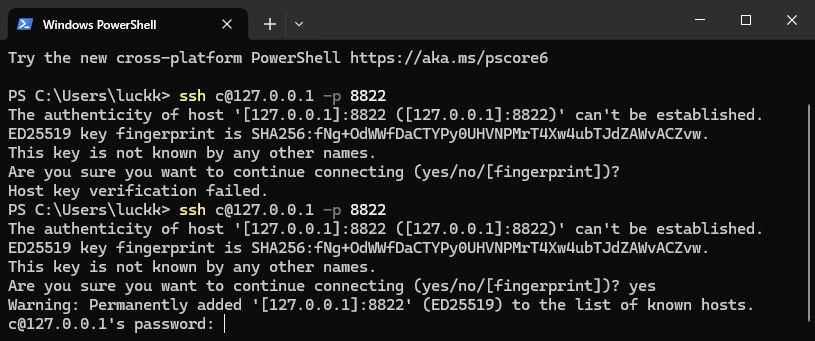 Windows PowerShell
Try the new cross-platform PowerShell https://aka.ms/pscore6
PS C:\Users\luckk> ssh c@127.0.0.1 -p 8822
The authenticity of host '[127.0.0.1]:8822 ([127.0.0.1]:8822)' can't be established.
ED25519 key fingerprint is SHA256:fNg+OdWWfDaCTYPy0UHVNPMrT4Xw4ubTJdZAWvACZvw.
This key is not known by any other names.
Are you sure you want to continue connecting (yes/no/[fingerprint])?
Host key verification failed.
PS C:\Users\luckk> ssh c@127.0.0.1 -p 8822
The authenticity of host '[127.0.0.1]:8822 ([127.0.0.1]:8822)' can't be established.
ED25519 key fingerprint is SHA256:fNg+OdWWfDaCTYPy0UHVNPMrT4Xw4ubTJdZAWvACZvw.
This key is not known by any other names.
Are you sure you want to continue connecting (yes/no/[fingerprint])? yes
Warning: Permanently added '[127.0.0.1]:8822' (ED25519) to the list of known hosts.
c@127.0.0.1's password: